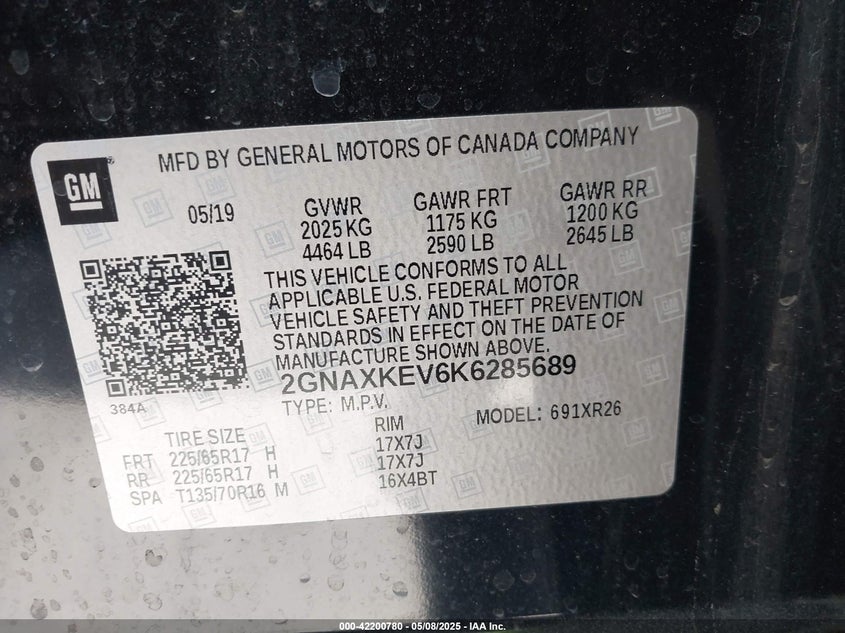 MFD BY GENERAL MOTORS OF CANADA COMPANY
GM
05/19
GVWR GAWR FRT GAWR RR
2025 KG 1175 KG 1200 KG
4464 LB 2590 LB 2645 LB
THIS VEHICLE CONFORMS TO ALL
APPLICABLE U.S. FEDERAL MOTOR
VEHICLE SAFETY AND THEFT PREVENTION
STANDARDS IN EFFECT ON THE DATE OF
MANUFACTURE SHOWN ABOVE.
2GNAXKEV6K6285689
384A
TYPE: M.P.V. MODEL: 691XR26
TIRE SIZE RIM
FRT 225/65R17 H 17X7J
RR 225/65R17 H 17X7J
SPA T135/70R16 M 16X4BT
000-42200780 - 05/08/2025 - IAA Inc.